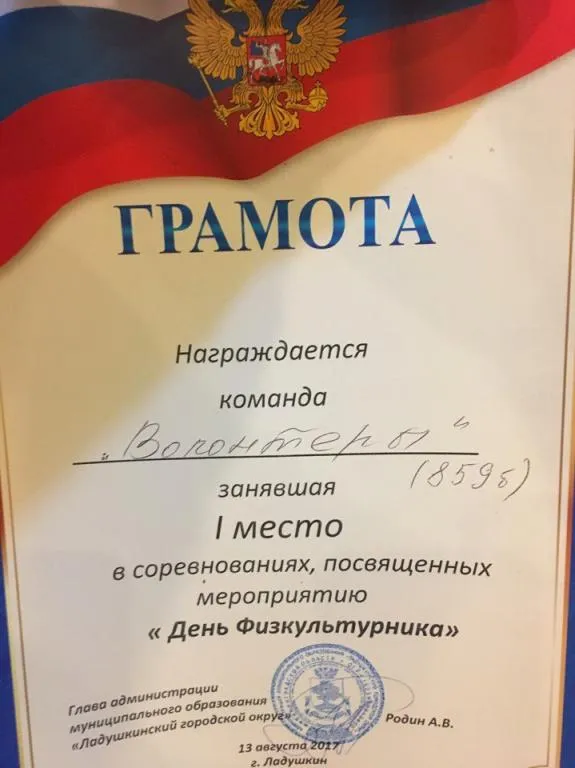 ГРАМОТА
Награждается
команда
„Волонтеры"
(859б)
занявшая
I место
в соревнованиях, посвященных
мероприятию
« День Физкультурника»
Глава администрации
муниципального образования
«Ладушкинский городской округ»
Родин А.В.
13 августа 2017
г. Ладушкин